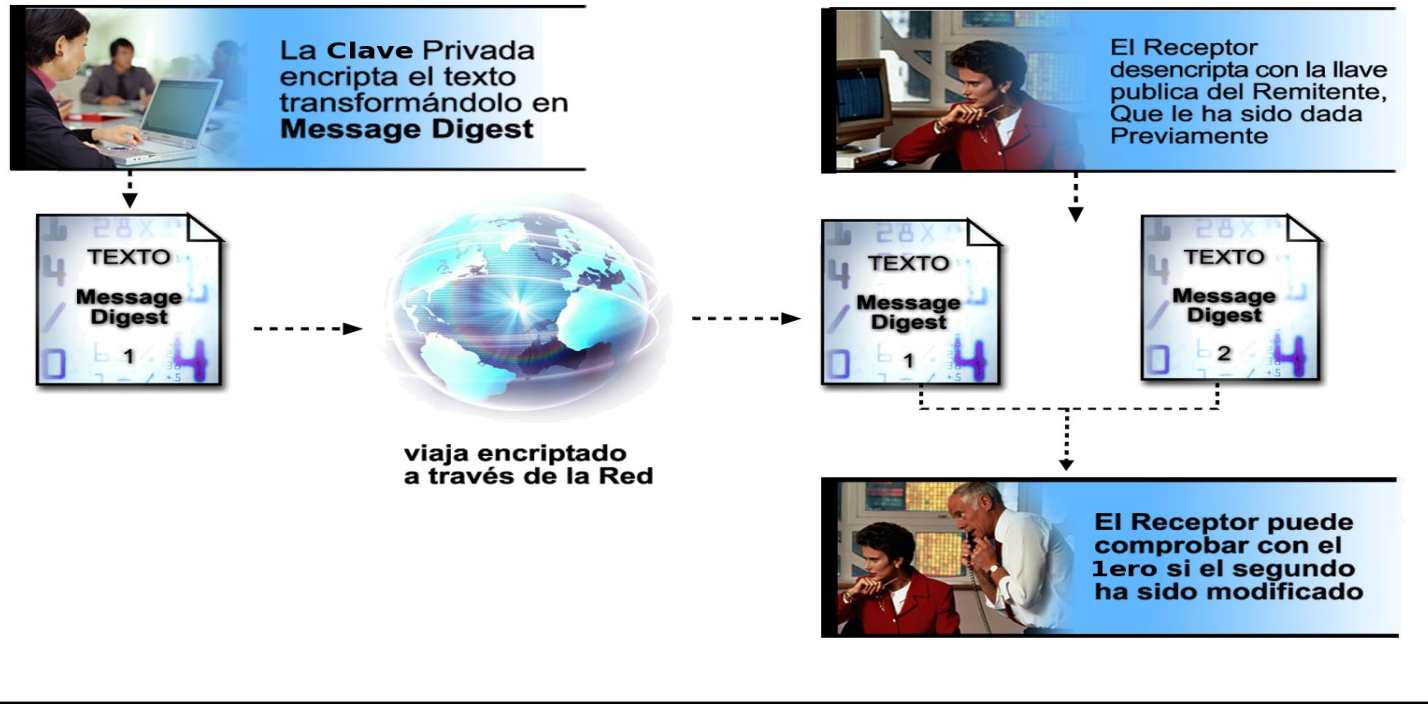 La Clave Privada
encripta el texto
transformándolo en
Message Digest
El Receptor
desencripta con la llave
publica del Remitente,
Que le ha sido dada
Previamente
TEXTO
Message
Digest
1
viaja encriptado
a través de la Red
TEXTO
Message
Digest
1
TEXTO
Message
Digest
2
El Receptor puede
comprobar con el
1ero si el segundo
ha sido modificado